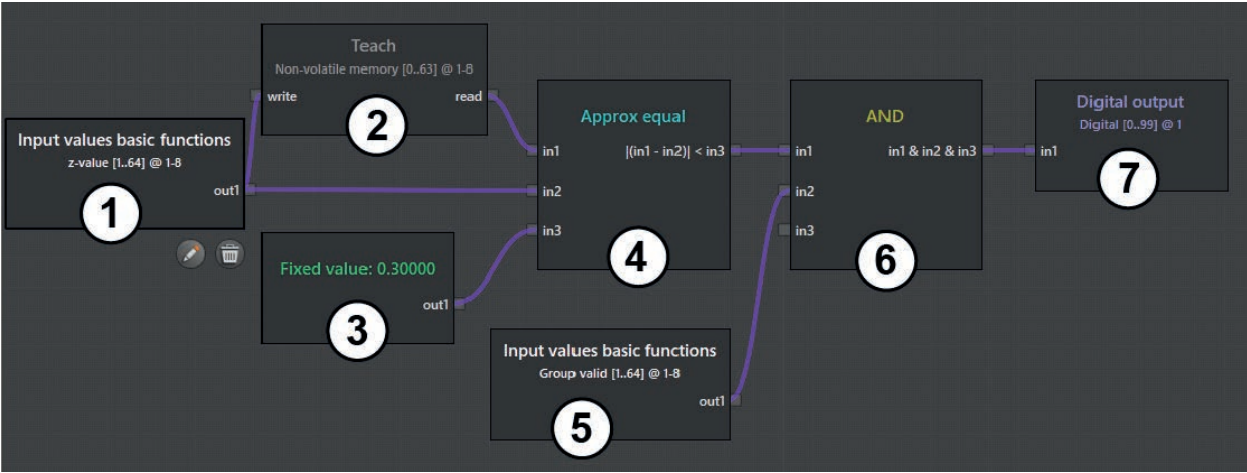 Teach
Non-volatile memory [0..63] @ 1-8
write
read
2
Input values basic functions
z-value [1..64] @ 1-8
out1
1
Fixed value: 0.30000
out1
3
Approx equal
in1
|(in1 - in2)| < in3
in2
in3
4
Input values basic functions
Group valid [1..64] @ 1-8
out1
5
AND
in1
in1 & in2 & in3
in2
in3
6
Digital output
Digital [0..99] @ 1
in1
7